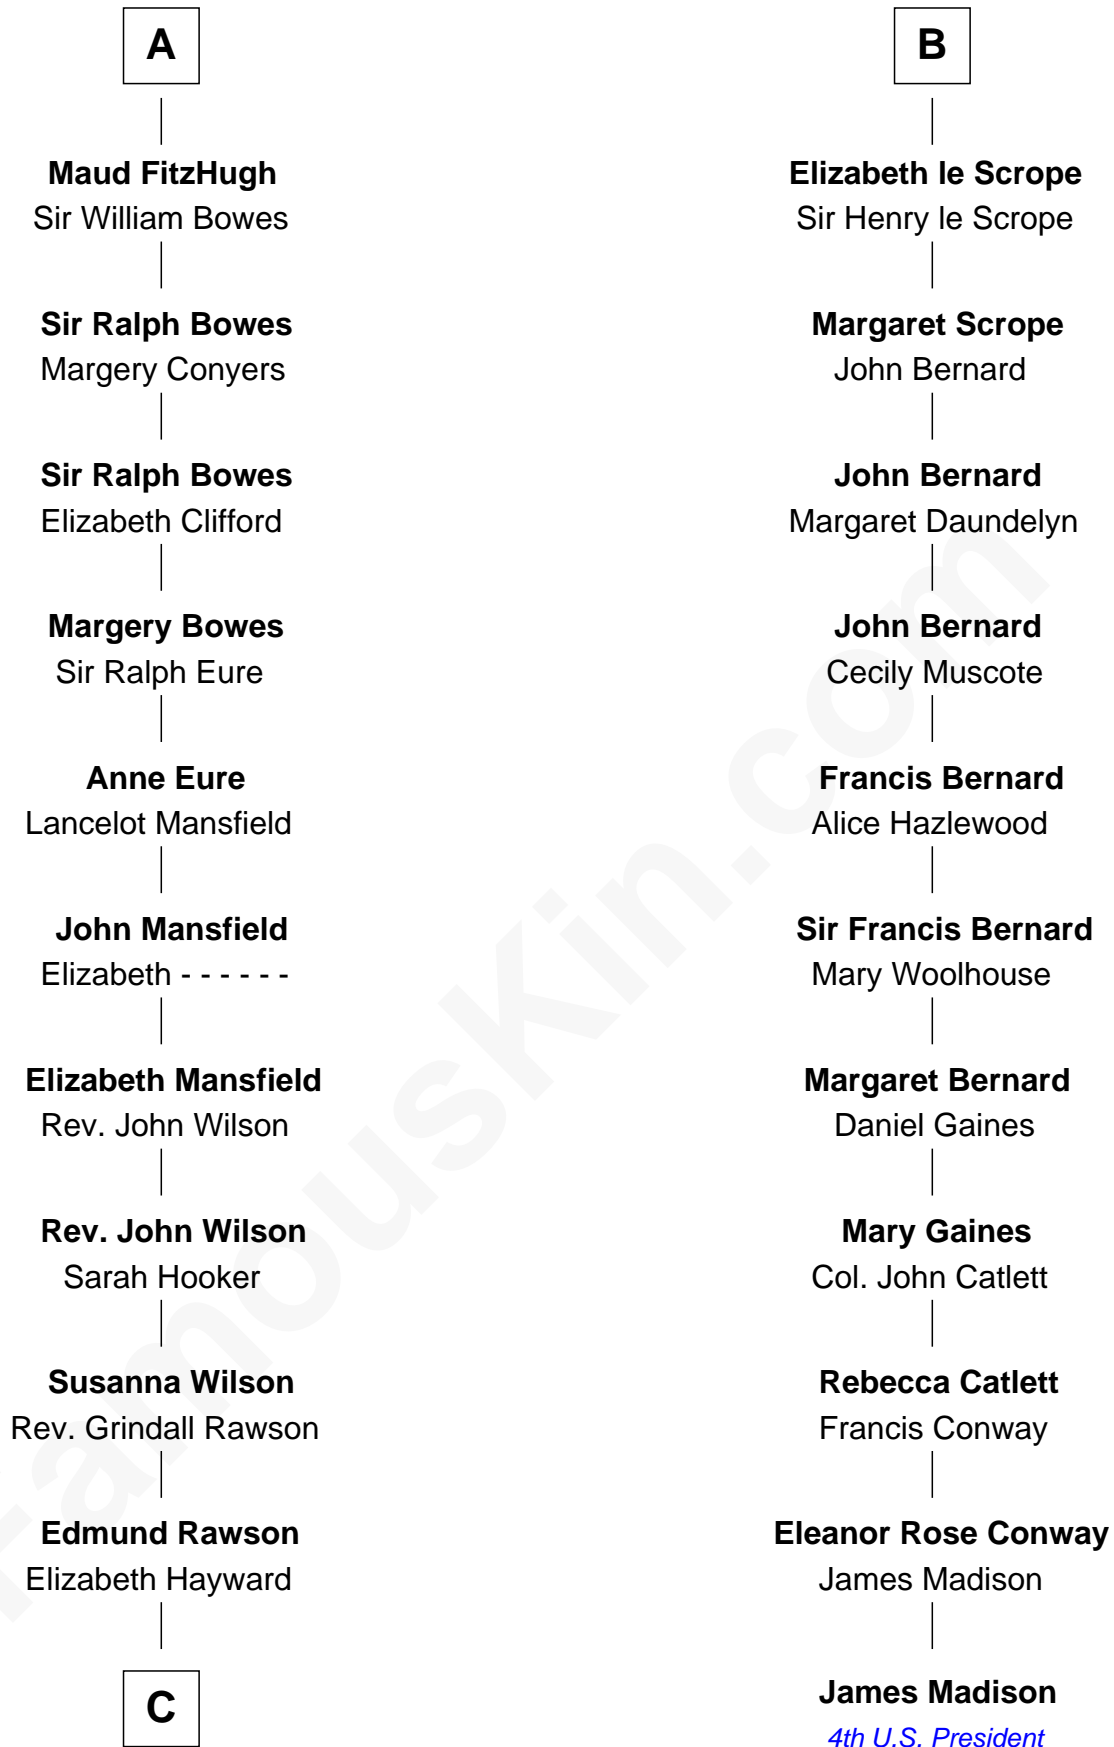 A
Maud FitzHugh
Sir William Bowes
Sir Ralph Bowes
Margery Conyers
Sir Ralph Bowes
Elizabeth Clifford
Margery Bowes
Sir Ralph Eure
Anne Eure
Lancelot Mansfield
John Mansfield
Elizabeth - - - - - -
Elizabeth Mansfield
Rev. John Wilson
Rev. John Wilson
Sarah Hooker
Susanna Wilson
Rev. Grindall Rawson
Edmund Rawson
Elizabeth Hayward
C
B
Elizabeth le Scrope
Sir Henry le Scrope
Margaret Scrope
John Bernard
John Bernard
Margaret Daundelyn
John Bernard
Cecily Muscote
Francis Bernard
Alice Hazlewood
Sir Francis Bernard
Mary Woolhouse
Margaret Bernard
Daniel Gaines
Mary Gaines
Col. John Catlett
Rebecca Catlett
Francis Conway
Eleanor Rose Conway
James Madison
James Madison
4th U.S. President
FamousKin.com